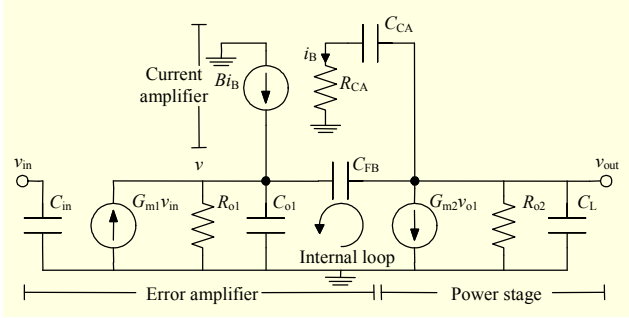 C_CA
i_B
R_CA
Current
amplifier
Bi_B
v_in
v
C_FB
v_out
C_in
G_m1v_in
R_o1
C_o1
G_m2v_o1
R_o2
C_L
Internal loop
Error amplifier
Power stage